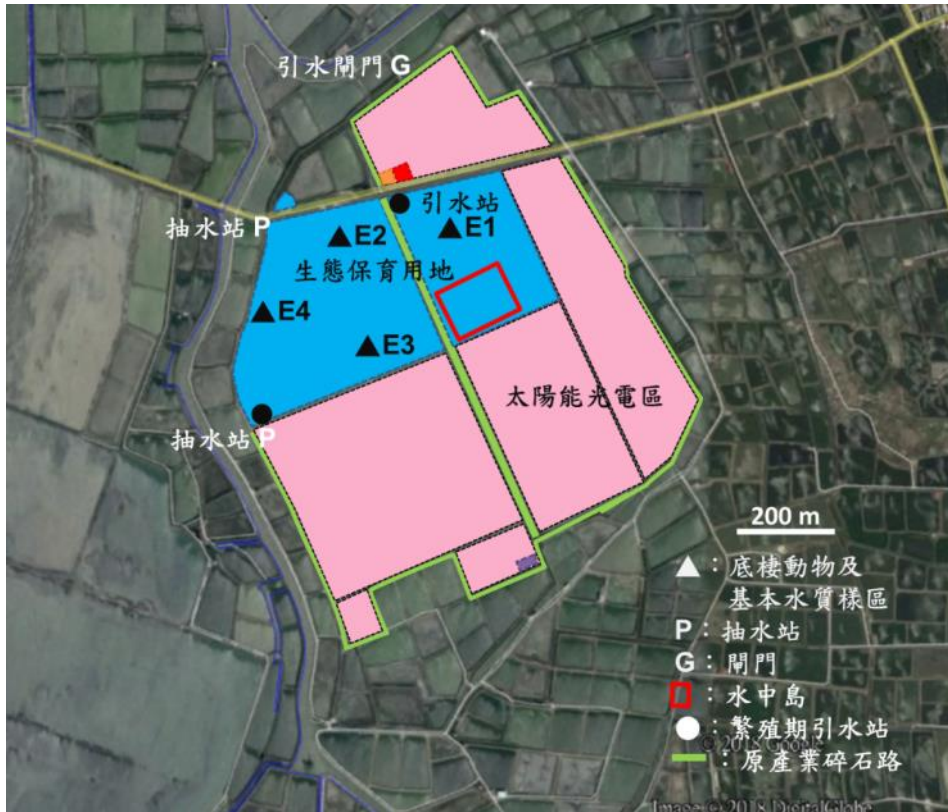 引水閘門 G
引水站
抽水站 P
E2
E1
生態保育用地
E4
E3
太陽能光電區
抽水站 P
200 m
：底棲動物及
基本水質樣區
P：抽水站
G：閘門
：水中島
：繁殖期引水站
© 2018 Google
：原產業碎石路
Image © 2018 DigitalGlobe